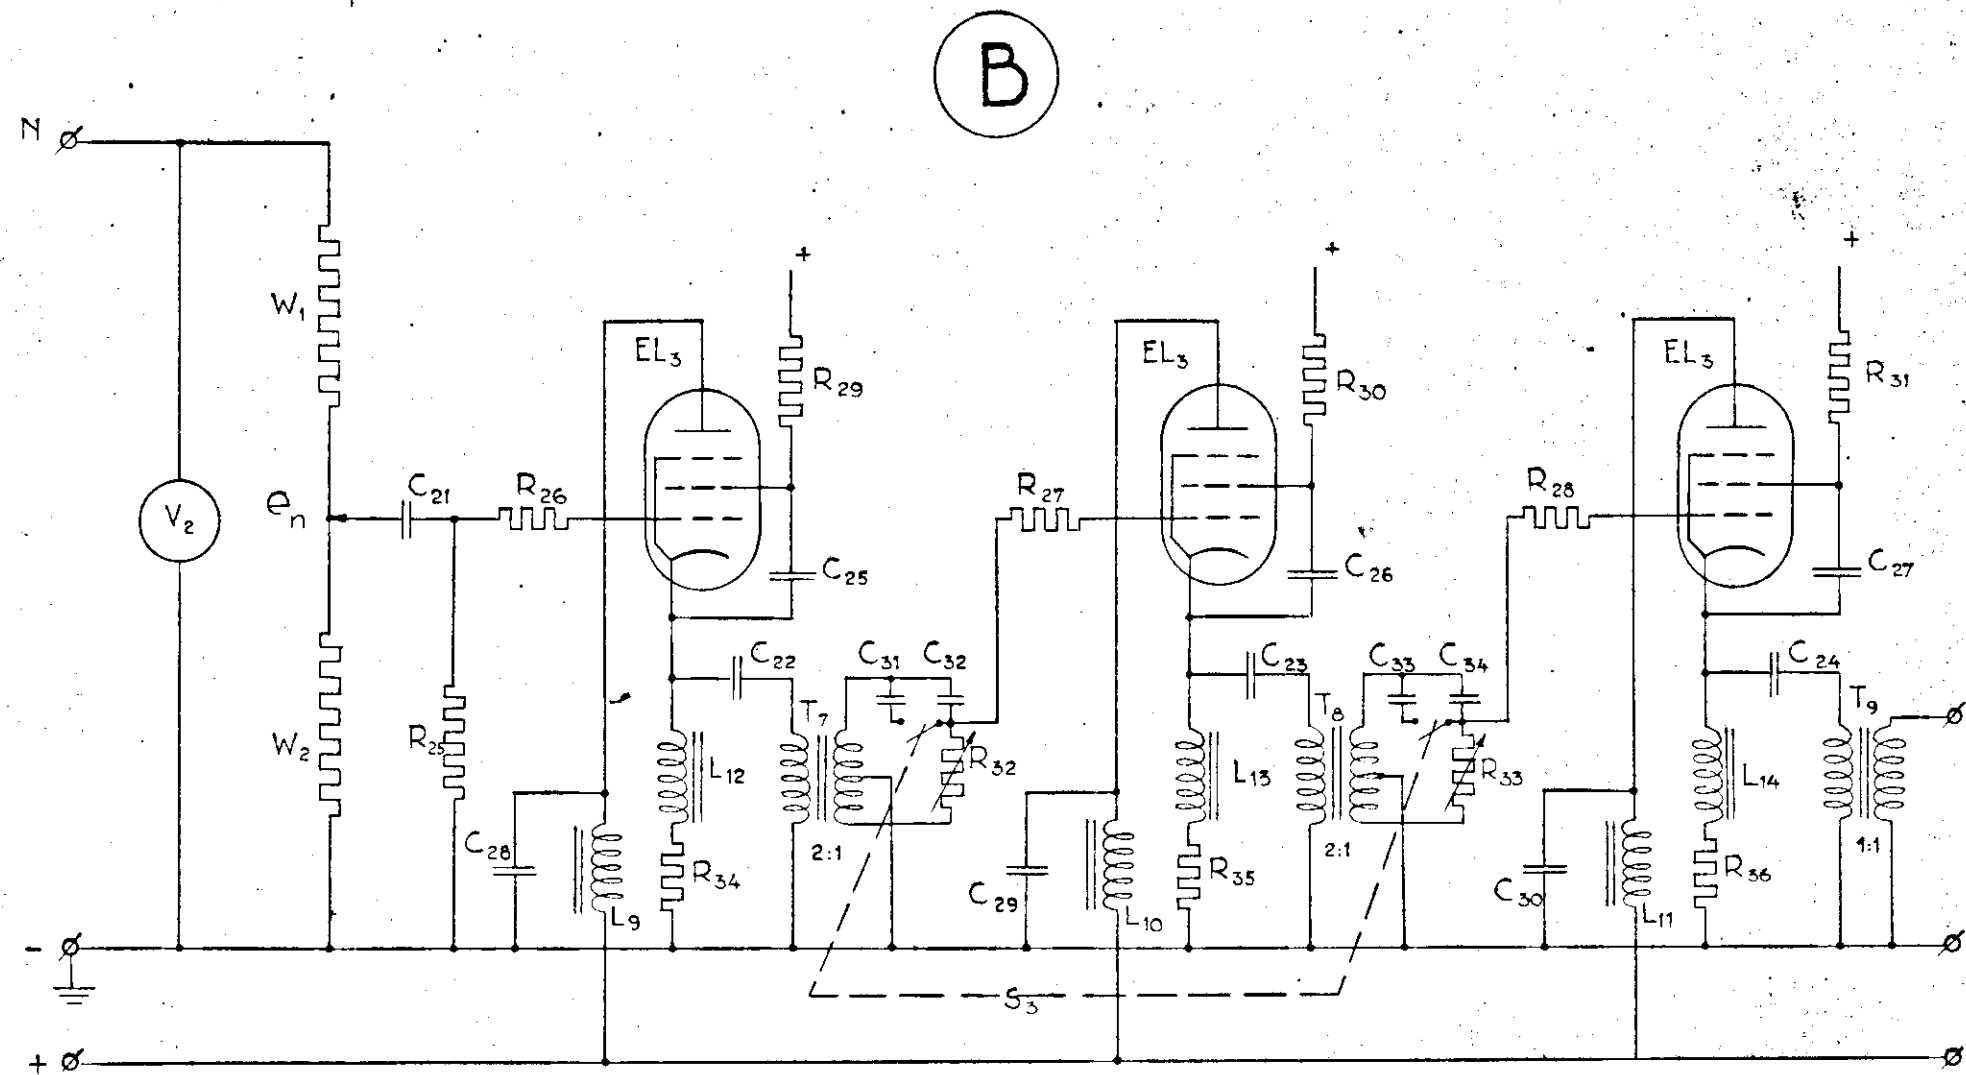 B
N
+
+
+
W₁
EL₃
EL₃
EL₃
R₂₉
R₃₀
R₃₁
eₙ
C₂₁
R₂₆
R₂₇
R₂₈
V₂
C₂₅
C₂₆
C₂₇
C₂₂
C₃₁
C₃₂
C₂₃
C₃₃
C₃₄
C₂₄
W₂
R₂₅
L₁₂
T₇
R₃₂
L₁₃
T₈
R₃₃
L₁₄
T₉
C₂₈
L₉
R₃₄
2:1
C₂₉
L₁₀
R₃₅
2:1
C₃₀
L₁₁
R₃₆
1:1
-
S₃
+